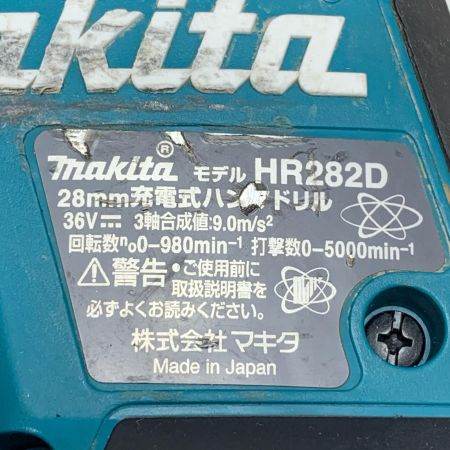 makita
makita® モデル HR282D
28mm充電式ハンマドリル
36V⎓ 3軸合成値:9.0m/s²
回転数n₀0-980min⁻¹ 打撃数0-5000min⁻¹
⚠警告・ご使用前に
取扱説明書を
必ずよくお読みください。
株式会社マキタ
Made in Japan